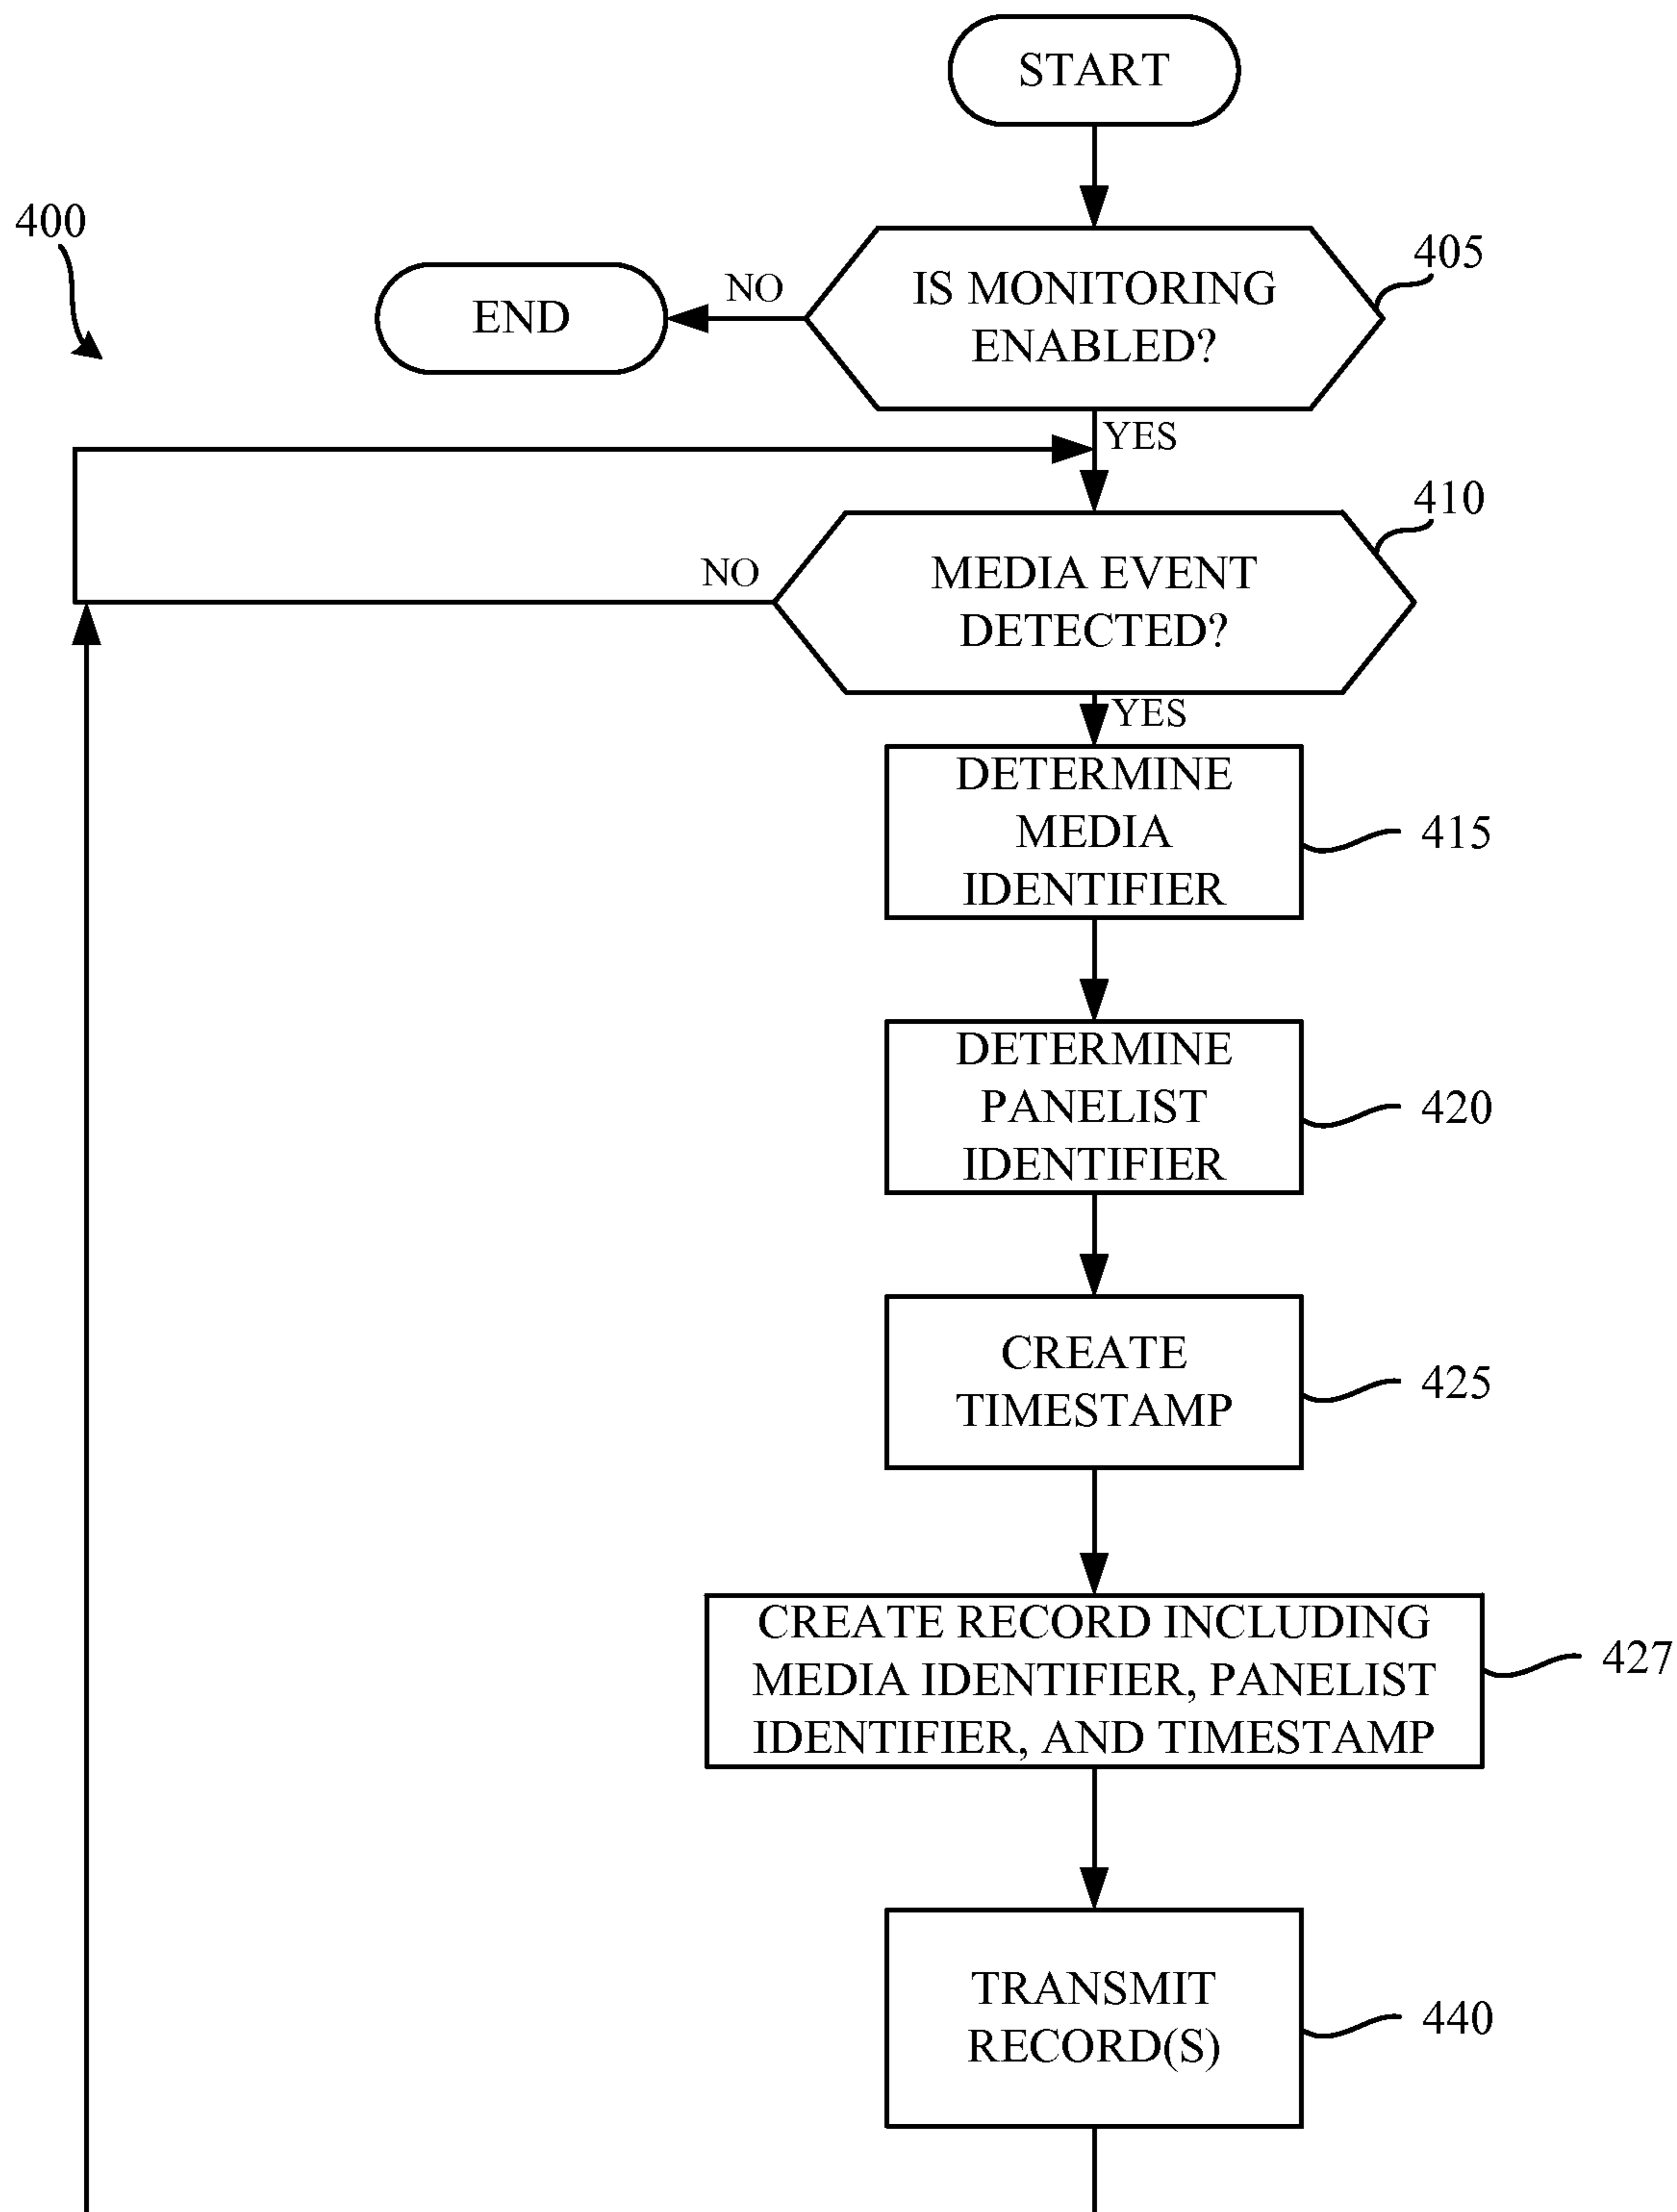 START
400
405
IS MONITORING
ENABLED?
NO
END
YES
410
MEDIA EVENT
DETECTED?
NO
YES
DETERMINE
MEDIA
IDENTIFIER
415
DETERMINE
PANELIST
IDENTIFIER
420
CREATE
TIMESTAMP
425
CREATE RECORD INCLUDING
MEDIA IDENTIFIER, PANELIST
IDENTIFIER, AND TIMESTAMP
427
TRANSMIT
RECORD(S)
440